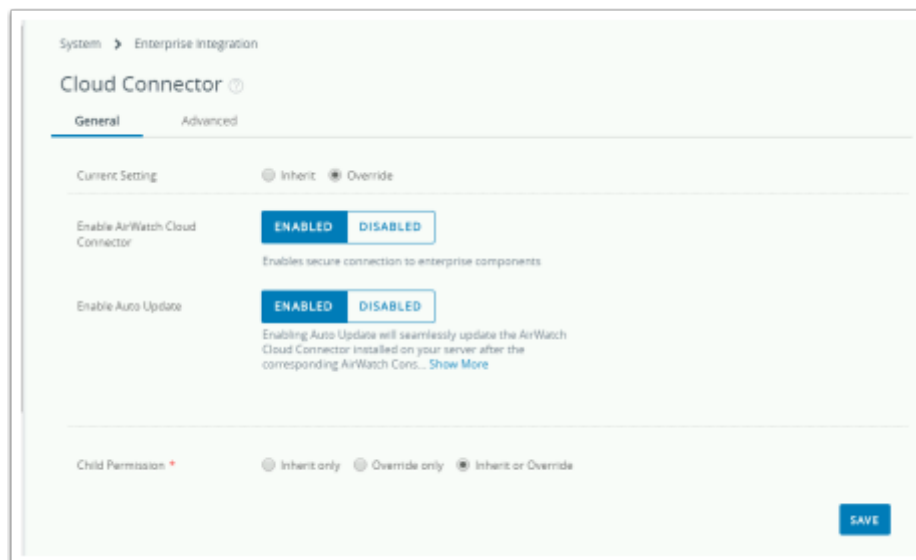 System > Enterprise Integration
Cloud Connector ?
General Advanced
Current Setting Inherit Override
Enable AirWatch Cloud
Connector
ENABLED DISABLED
Enables secure connection to enterprise components
Enable Auto Update ENABLED DISABLED
Enabling Auto Update will seamlessly update the AirWatch
Cloud Connector installed on your server after the
corresponding AirWatch Cons... Show More
Child Permission * Inherit only Override only Inherit or Override
SAVE